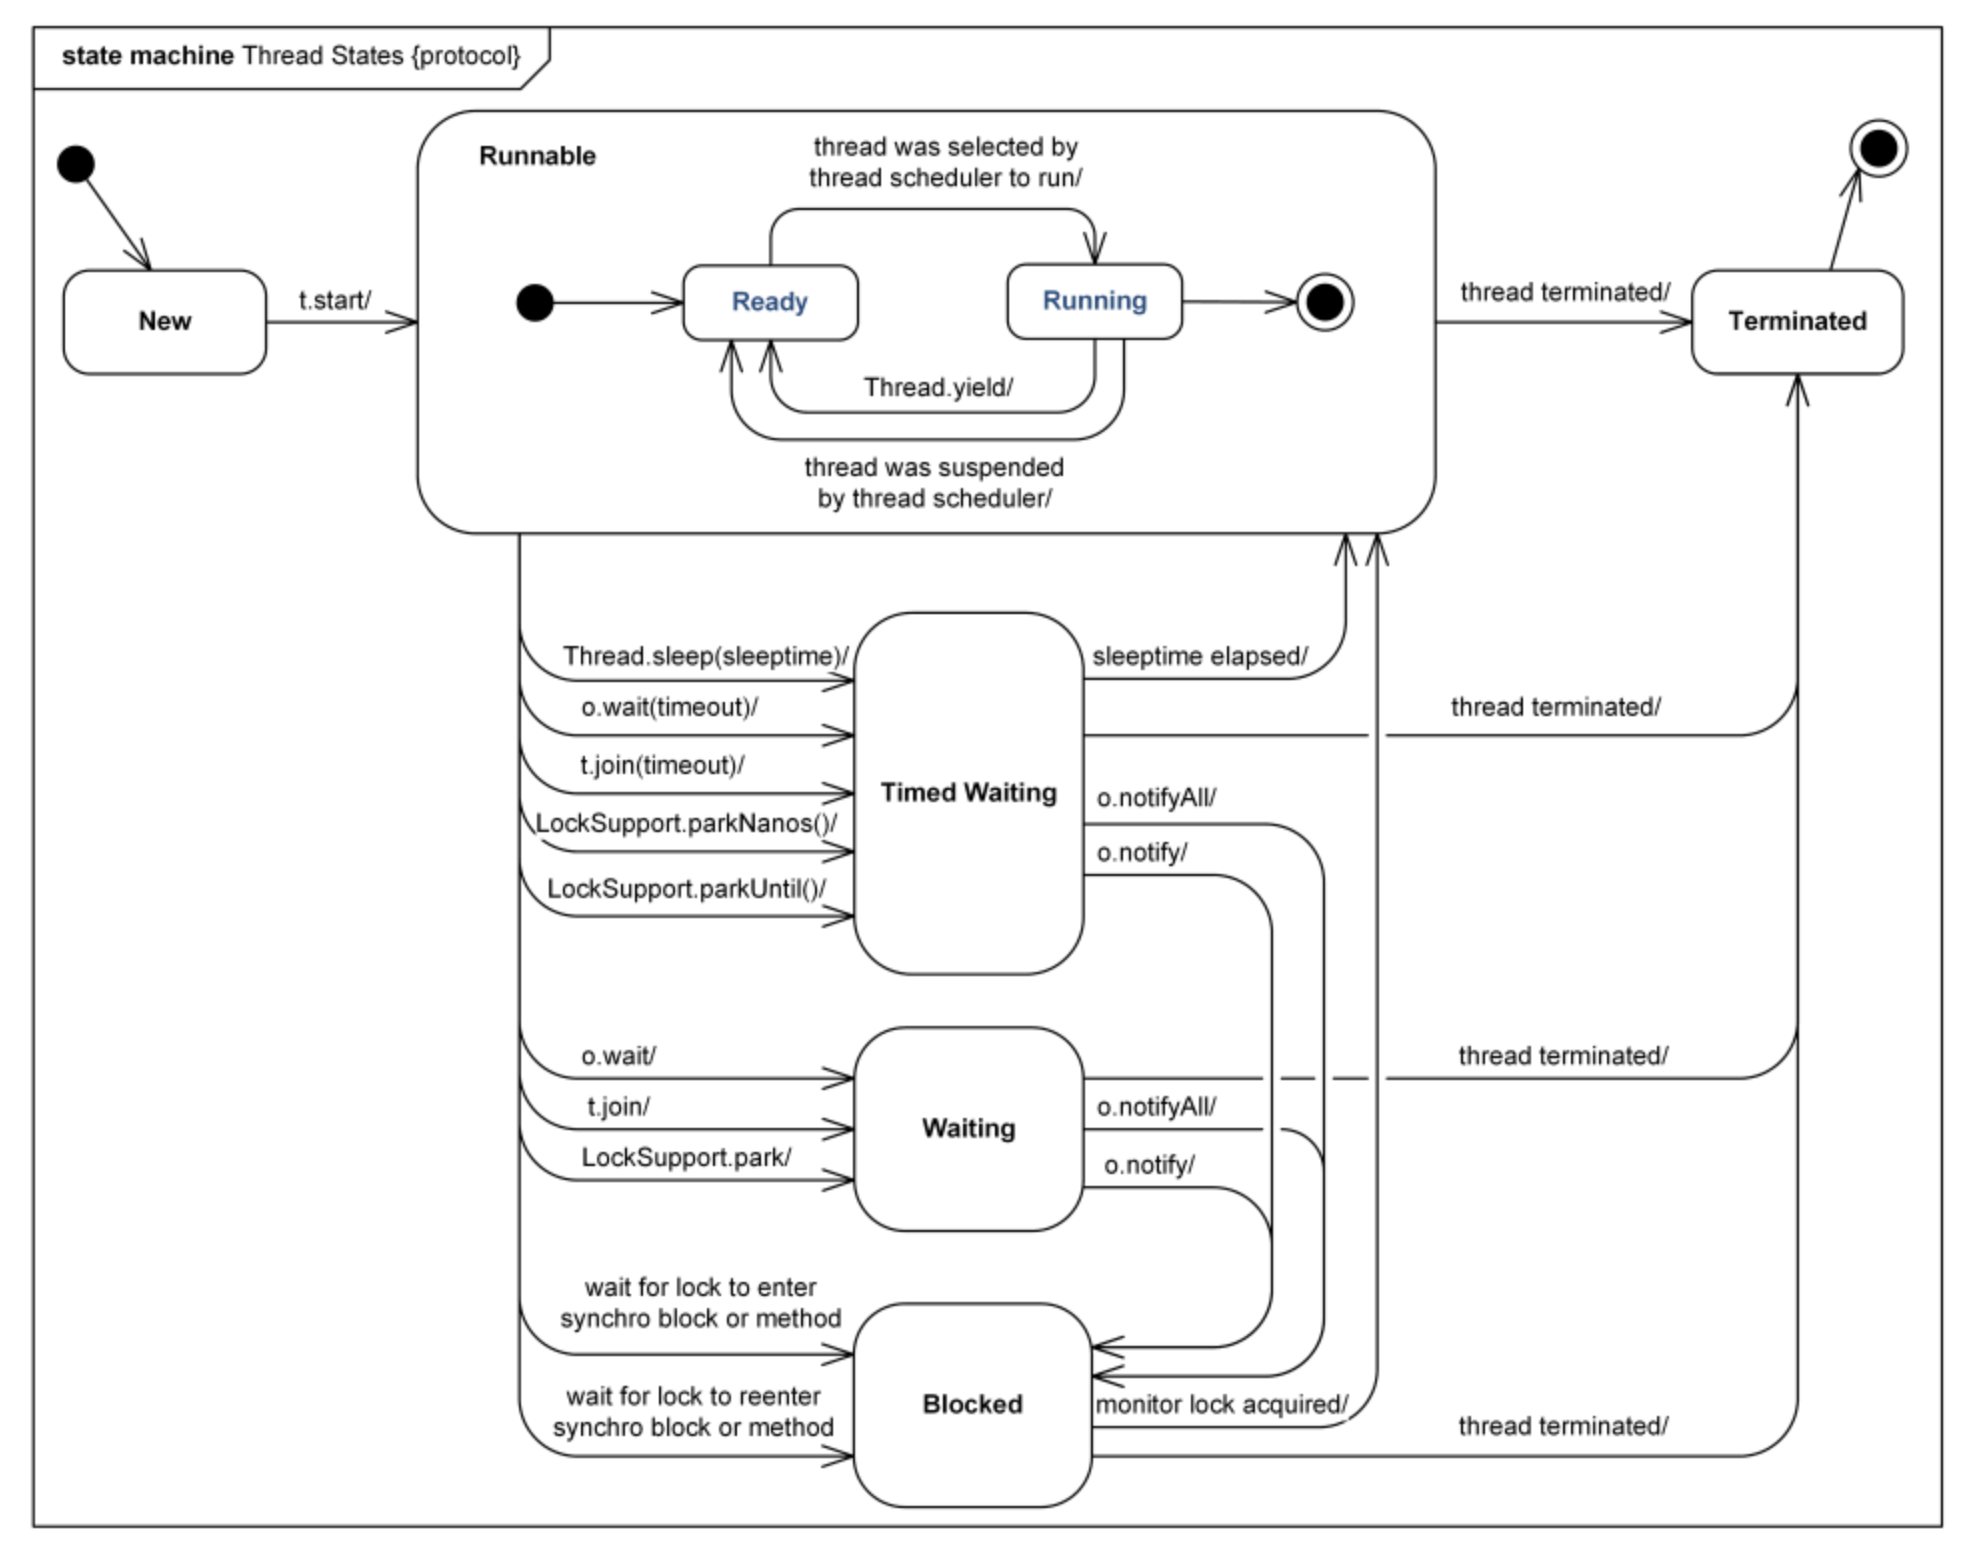 state machine Thread States {protocol}
Runnable
thread was selected by
thread scheduler to run/
New
t.start/
Ready
Running
thread terminated/
Terminated
Thread.yield/
thread was suspended
by thread scheduler/
Thread.sleep(sleeptime)/
sleeptime elapsed/
o.wait(timeout)/
thread terminated/
t.join(timeout)/
Timed Waiting
o.notifyAll/
LockSupport.parkNanos()/
o.notify/
LockSupport.parkUntil()/
o.wait/
thread terminated/
t.join/
Waiting
o.notifyAll/
LockSupport.park/
o.notify/
wait for lock to enter
synchro block or method
wait for lock to reenter
synchro block or method
Blocked
monitor lock acquired/
thread terminated/